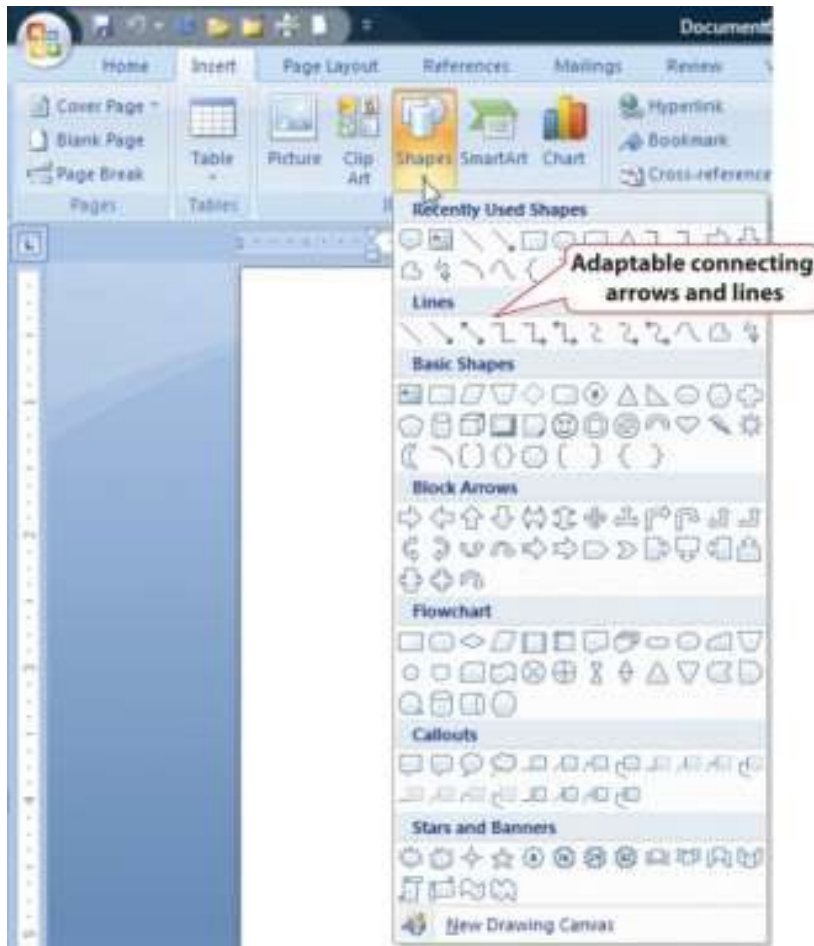 Document
Home Insert Page Layout References Mailings Review
Cover Page
Blank Page
Page Break
Table
Picture
Clip
Art
Shapes
SmartArt
Chart
Hyperlink
Bookmark
Cross-reference
Pages
Tables
Recently Used Shapes
Adaptable connecting
arrows and lines
Lines
Basic Shapes
Block Arrows
Flowchart
Callouts
Stars and Banners
New Drawing Canvas